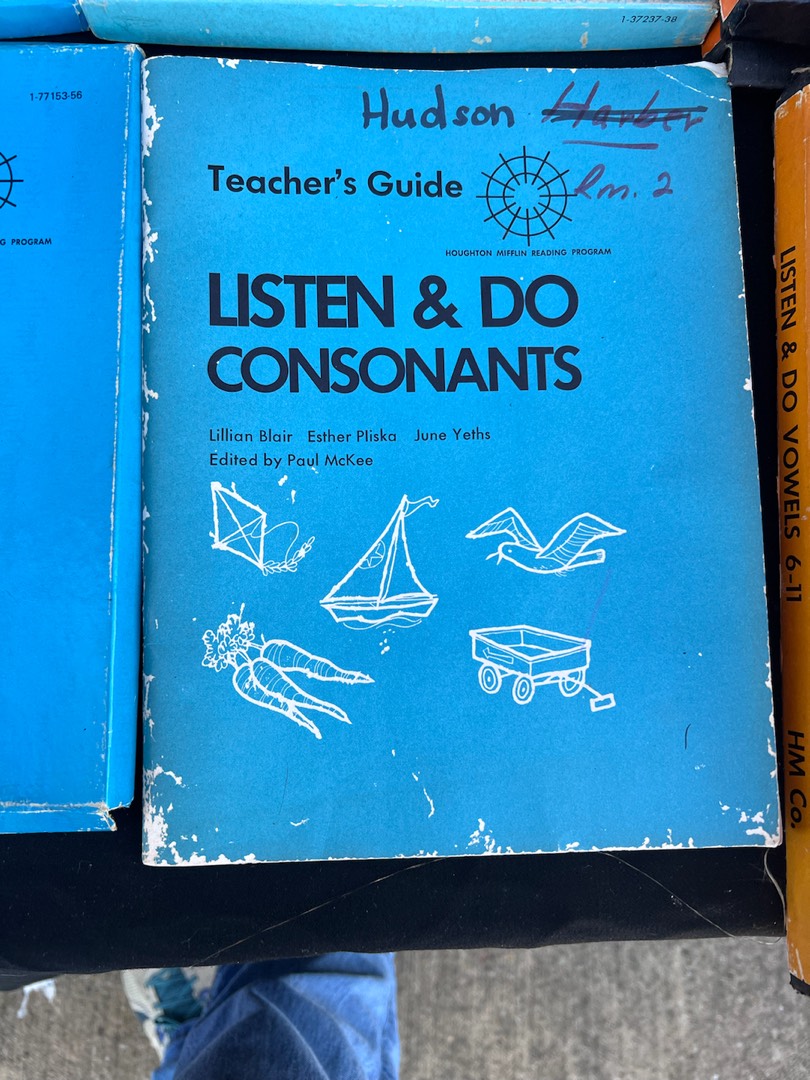 1-37237-38
1-77153-56
G PROGRAM
Hudson Harber
Teacher's Guide
Rm. 2
HOUGHTON MIFFLIN READING PROGRAM
LISTEN & DO
CONSONANTS
Lillian Blair Esther Pliska June Yeths
Edited by Paul McKee
LISTEN & DO VOWELS 6-11
HM Co.